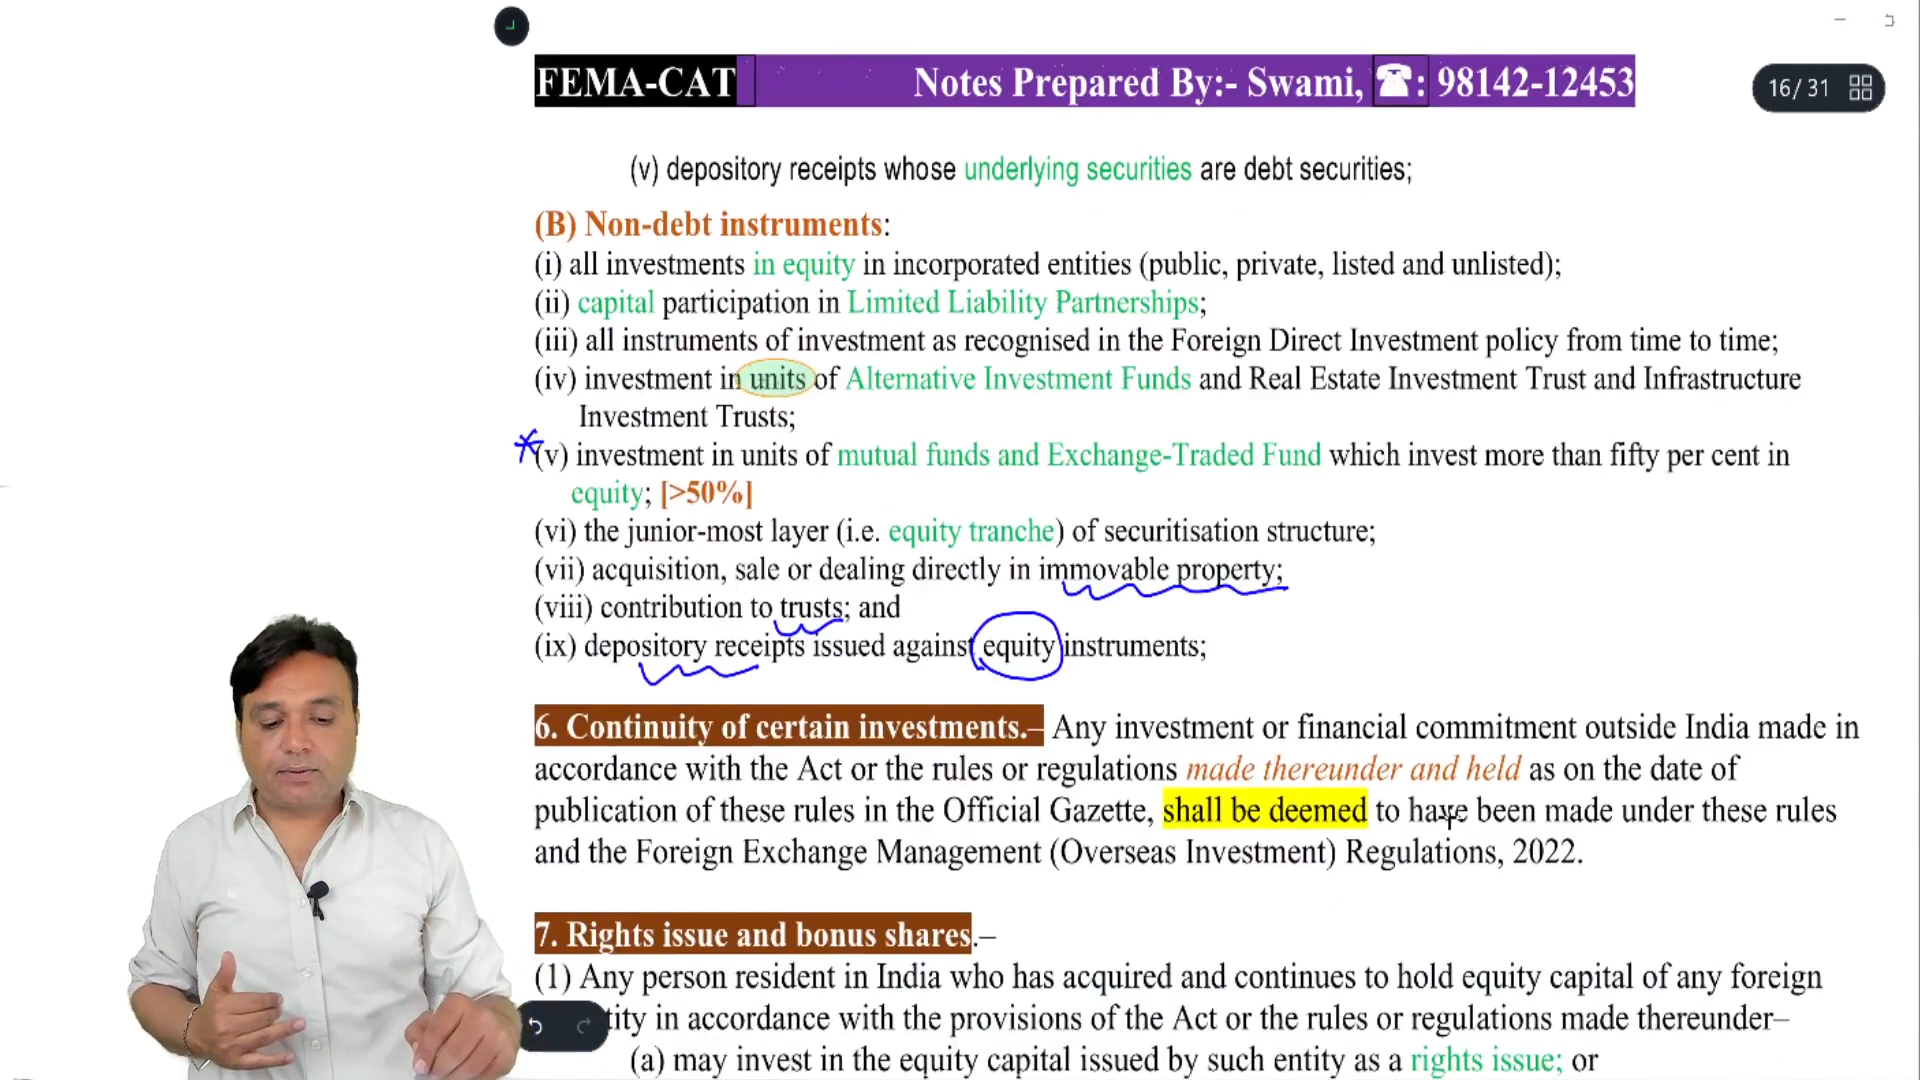 FEMA-CAT Notes Prepared By:- Swami, ☎: 98142-12453
16/ 31
(v) depository receipts whose underlying securities are debt securities;
(B) Non-debt instruments:
(i) all investments in equity in incorporated entities (public, private, listed and unlisted);
(ii) capital participation in Limited Liability Partnerships;
(iii) all instruments of investment as recognised in the Foreign Direct Investment policy from time to time;
(iv) investment in units of Alternative Investment Funds and Real Estate Investment Trust and Infrastructure
Investment Trusts;
(v) investment in units of mutual funds and Exchange-Traded Fund which invest more than fifty per cent in
equity; [>50%]
(vi) the junior-most layer (i.e. equity tranche) of securitisation structure;
(vii) acquisition, sale or dealing directly in immovable property;
(viii) contribution to trusts; and
(ix) depository receipts issued against equity instruments;
6. Continuity of certain investments.– Any investment or financial commitment outside India made in
accordance with the Act or the rules or regulations made thereunder and held as on the date of
publication of these rules in the Official Gazette, shall be deemed to have been made under these rules
and the Foreign Exchange Management (Overseas Investment) Regulations, 2022.
7. Rights issue and bonus shares.–
(1) Any person resident in India who has acquired and continues to hold equity capital of any foreign
tity in accordance with the provisions of the Act or the rules or regulations made thereunder–
(a) may invest in the equity capital issued by such entity as a rights issue; or